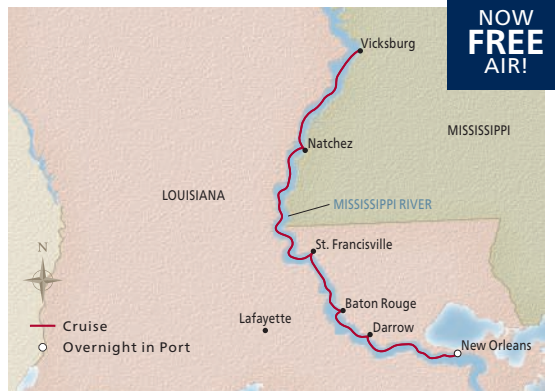 NOW
FREE
AIR!
Vicksburg
MISSISSIPPI
Natchez
LOUISIANA
MISSISSIPPI RIVER
St. Francisville
N
Baton Rouge
Lafayette
Darrow
New Orleans
Cruise
Overnight in Port